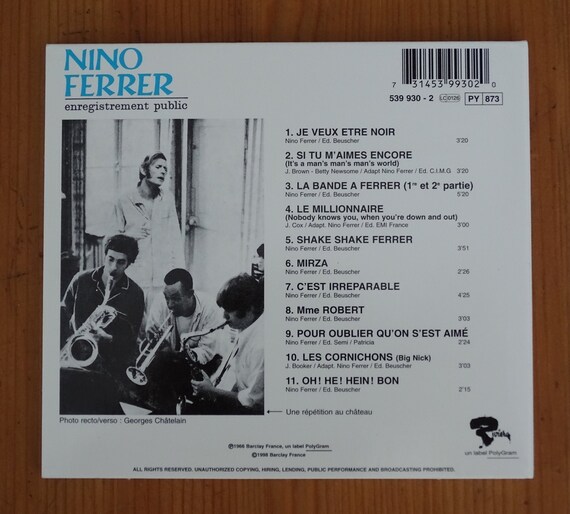 NINO
FERRER
enregistrement public
7 31453 99302 0
539 930 - 2 LC 0126 PY 873
1. JE VEUX ETRE NOIR
Nino Ferrer / Ed. Beuscher 3'20
2. SI TU M'AIMES ENCORE
(It's a man's man's man's world)
J. Brown - Betty Newsome / Adapt Nino Ferrer / Ed. C.I.M.G 3'20
3. LA BANDE A FERRER (1re et 2e partie)
Nino Ferrer / Ed. Beuscher 5'20
4. LE MILLIONNAIRE
(Nobody knows you, when you're down and out)
J. Cox / Adapt. Nino Ferrer / Ed. EMI France 3'00
5. SHAKE SHAKE FERRER
Nino Ferrer / Ed. Beuscher 3'51
6. MIRZA
Nino Ferrer / Ed. Beuscher 2'26
7. C'EST IRREPARABLE
Nino Ferrer / Ed. Beuscher 4'25
8. Mme ROBERT
Nino Ferrer / Ed. Beuscher 3'03
9. POUR OUBLIER QU'ON S'EST AIMÉ
Nino Ferrer / Ed. Semi / Patricia 2'24
10. LES CORNICHONS (Big Nick)
J. Booker / Adapt. Nino Ferrer / Ed. Beuscher 3'03
11. OH! HE! HEIN! BON
Nino Ferrer / Ed. Beuscher 2'15
Une répétition au château
Photo recto/verso : Georges Châtelain
Riviera
un label PolyGram
℗1966 Barclay France, un label PolyGram
©1998 Barclay France
ALL RIGHTS RESERVED. UNAUTHORIZED COPYING, HIRING, LENDING, PUBLIC PERFORMANCE AND BROADCASTING PROHIBITED.